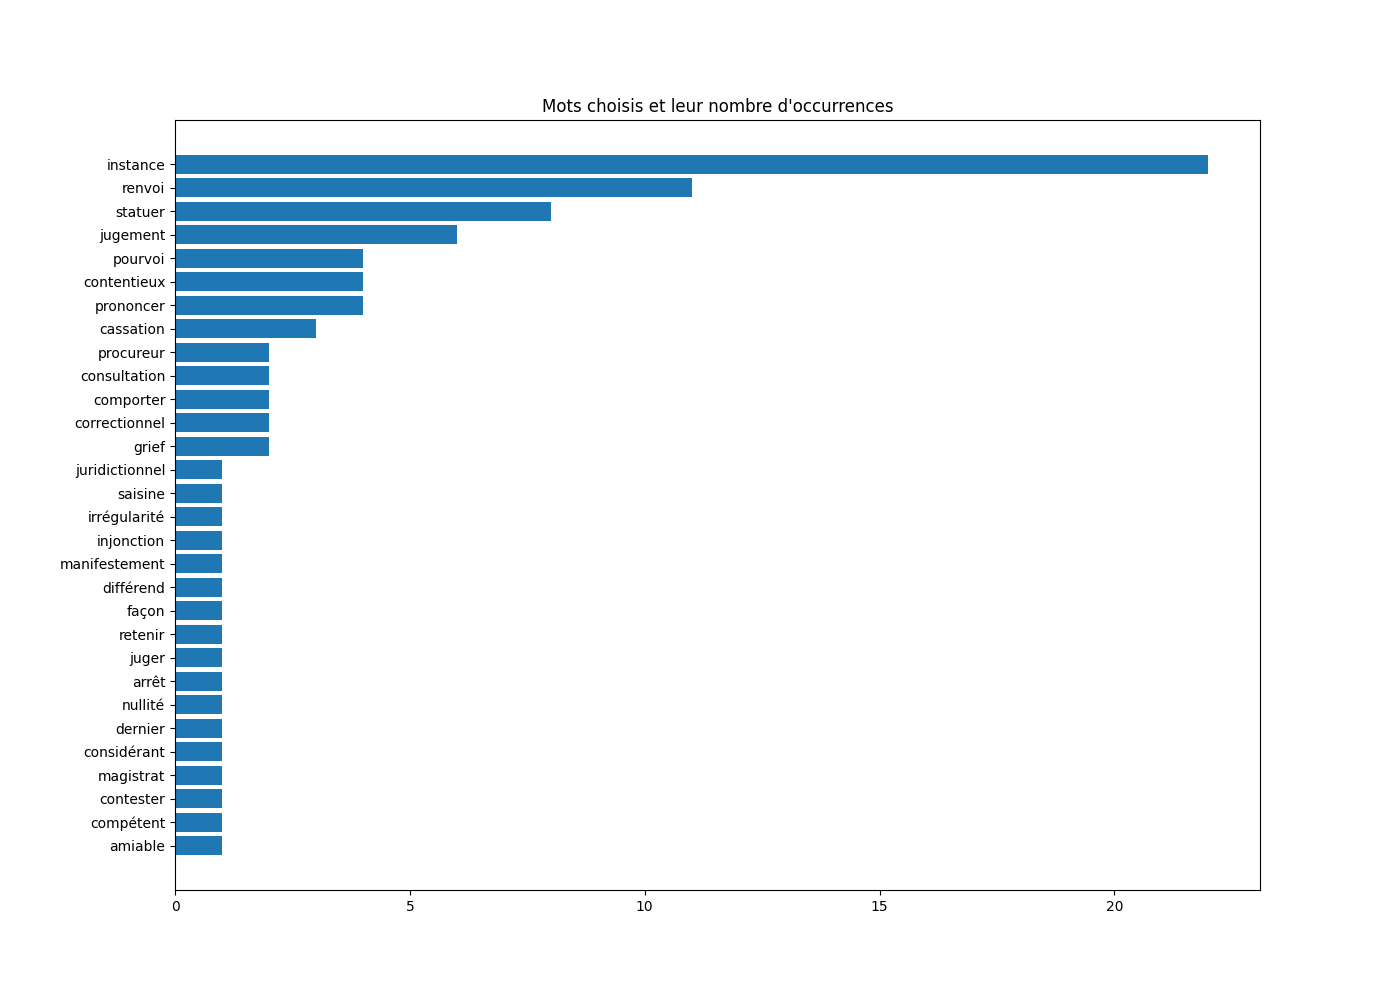 Mots choisis et leur nombre d'occurrences
instance
renvoi
statuer
jugement
pourvoi
contentieux
prononcer
cassation
procureur
consultation
comporter
correctionnel
grief
juridictionnel
saisine
irrégularité
injonction
manifestement
différend
façon
retenir
juger
arrêt
nullité
dernier
considérant
magistrat
contester
compétent
amiable
0 5 10 15 20